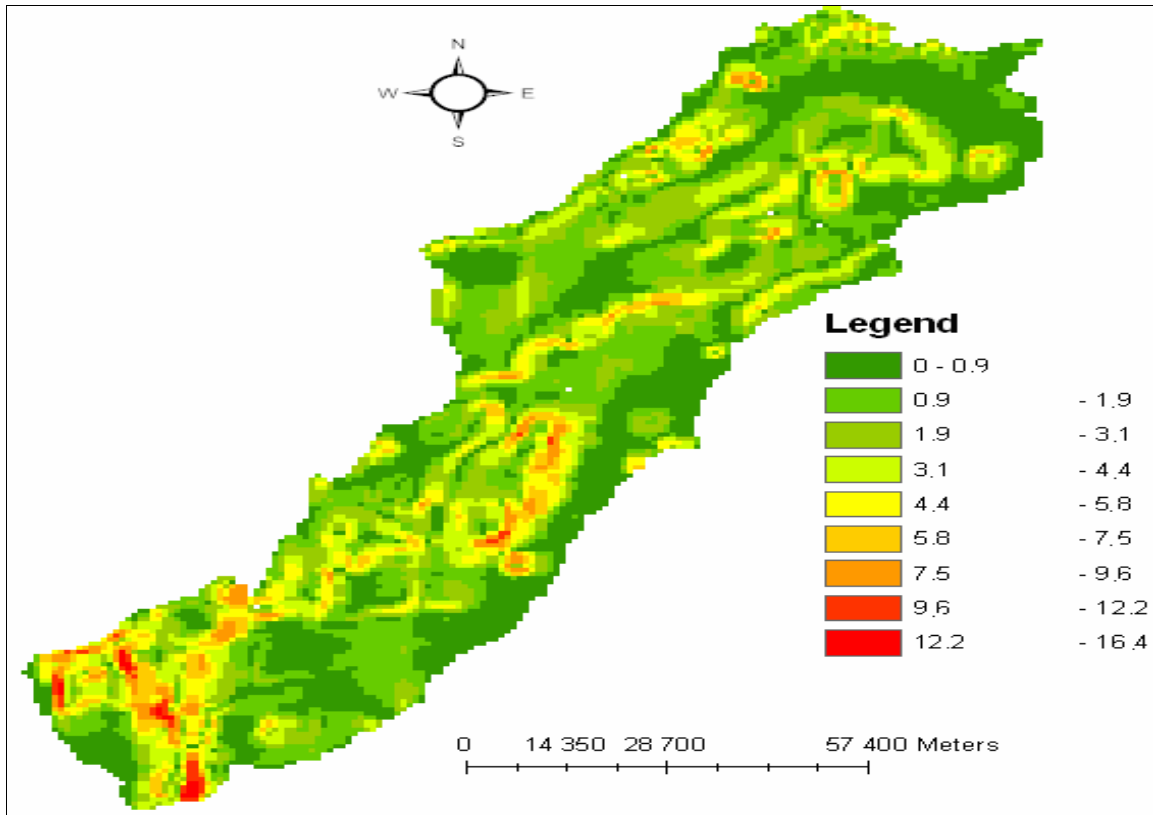 N
W E
S
Legend
0 - 0.9
0.9 - 1.9
1.9 - 3.1
3.1 - 4.4
4.4 - 5.8
5.8 - 7.5
7.5 - 9.6
9.6 - 12.2
12.2 - 16.4
0 14 350 28 700 57 400 Meters